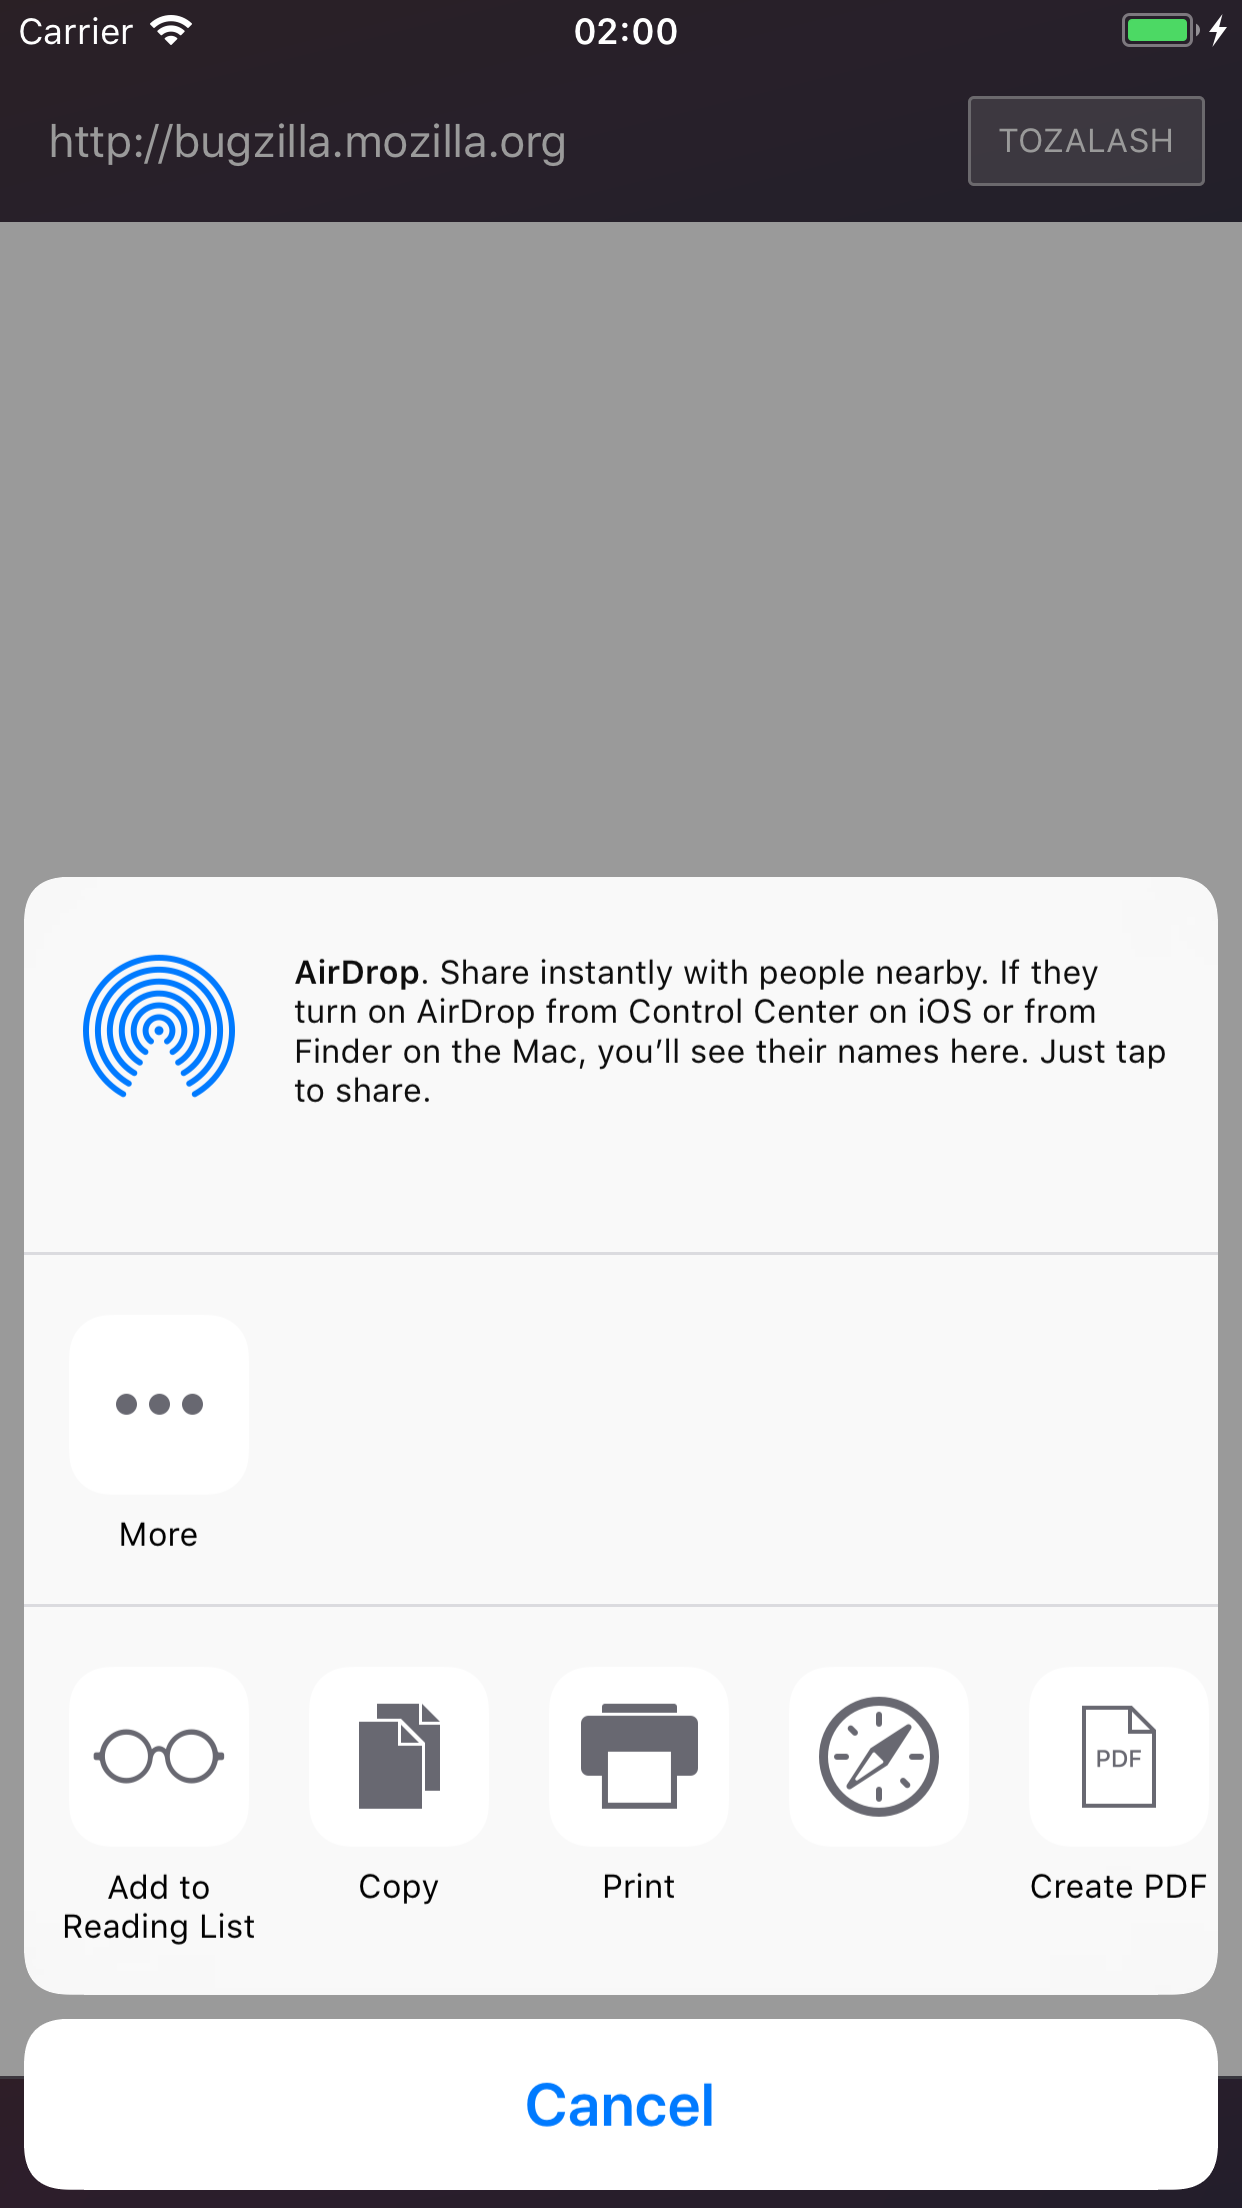 Carrier
02:00
http://bugzilla.mozilla.org
TOZALASH
AirDrop. Share instantly with people nearby. If they
turn on AirDrop from Control Center on iOS or from
Finder on the Mac, you’ll see their names here. Just tap
to share.
More
Add to
Reading List
Copy
Print
PDF
Create PDF
Cancel